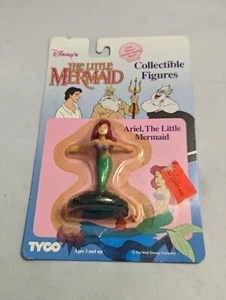 Disney's
THE LITTLE
MERMAID
Collectible
Figures
Ariel, The Little
Mermaid
TYCO
Ages 3 and up
© The Walt Disney Company